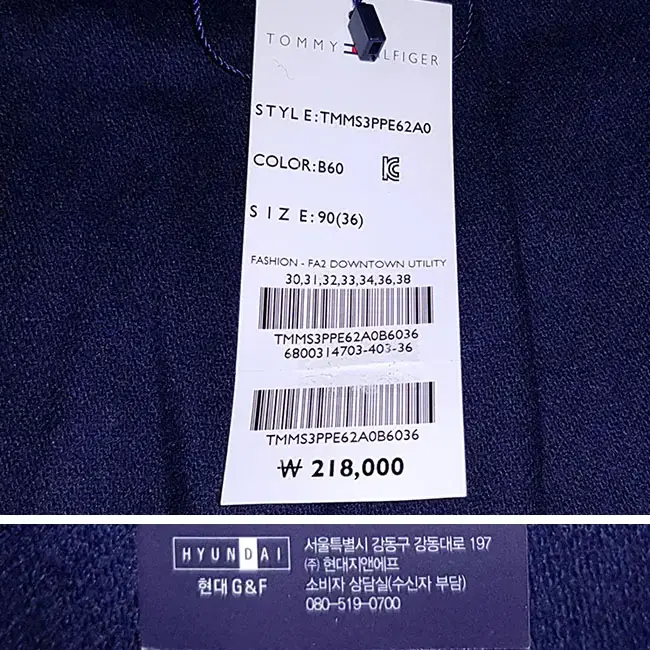 TOMMY HILFIGER
STYLE:TMMS3PPE62A0
COLOR:B60
SIZE:90(36)
FASHION - FA2 DOWNTOWN UTILITY
30,31,32,33,34,36,38
TMMS3PPE62A0B6036
6800314703-403-36
TMMS3PPE62A0B6036
₩ 218,000
HYUNDAI
현대 G&F
서울특별시 강동구 강동대로 197
(주) 현대지앤에프
소비자 상담실(수신자 부담)
080-519-0700